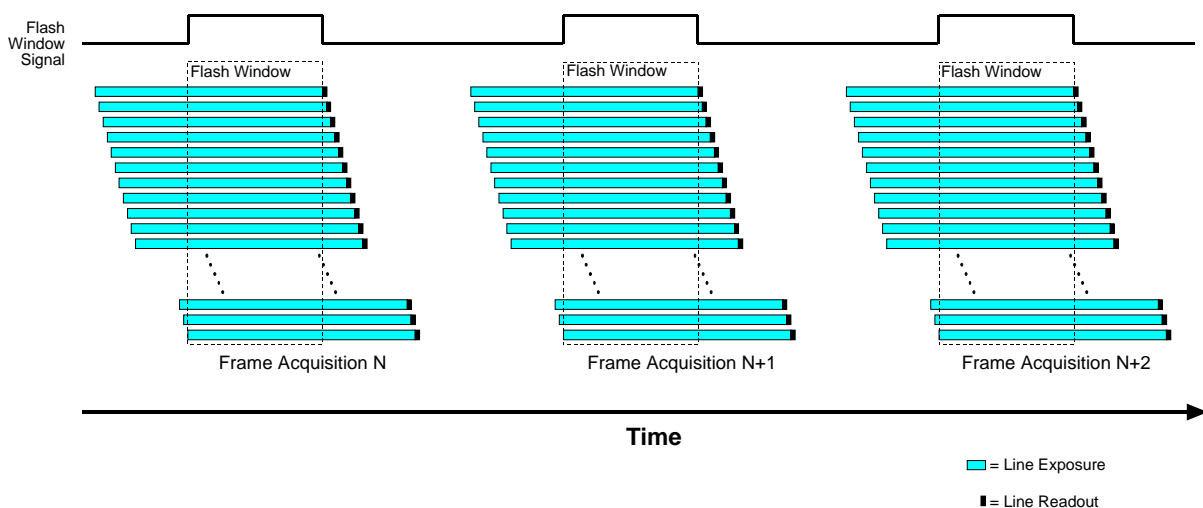 Flash
Window
Signal
Flash Window
Flash Window
Flash Window
Frame Acquisition N
Frame Acquisition N+1
Frame Acquisition N+2
Time
= Line Exposure
= Line Readout